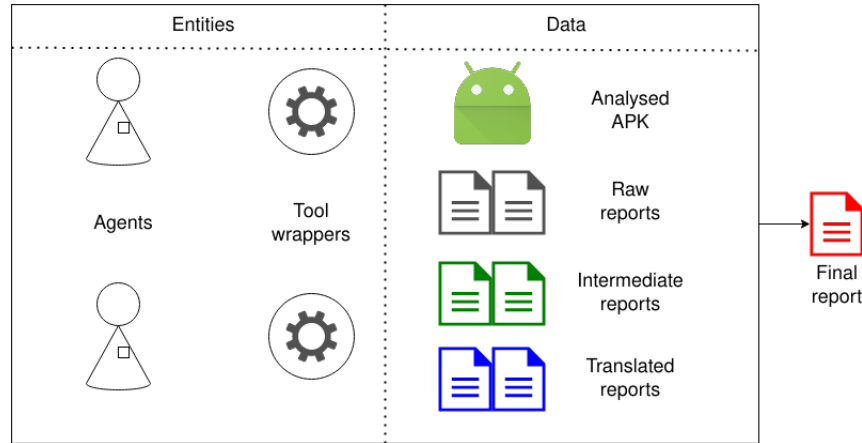 Entities
Data
Analysed
APK
Agents
Tool
wrappers
Raw
reports
Intermediate
reports
Translated
reports
Final
report